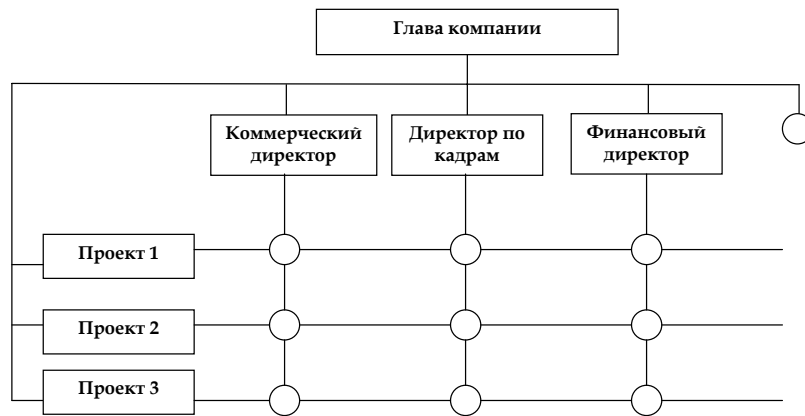 Глава компании
Коммерческий
директор
Директор по
кадрам
Финансовый
директор
Проект 1
Проект 2
Проект 3